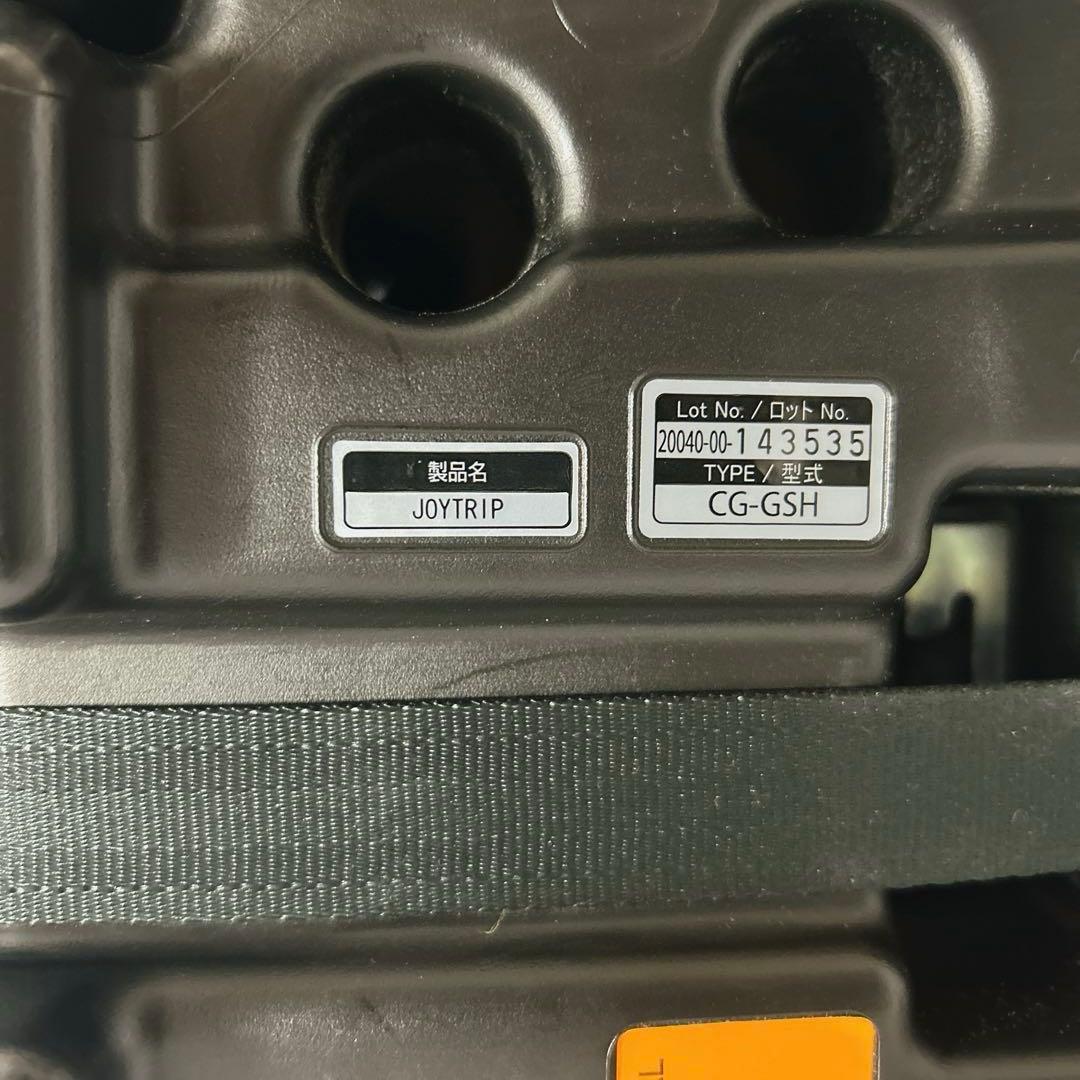 製品名
JOYTRIP
Lot No. / ロット No.
20040-00-143535
TYPE / 型式
CG-GSH